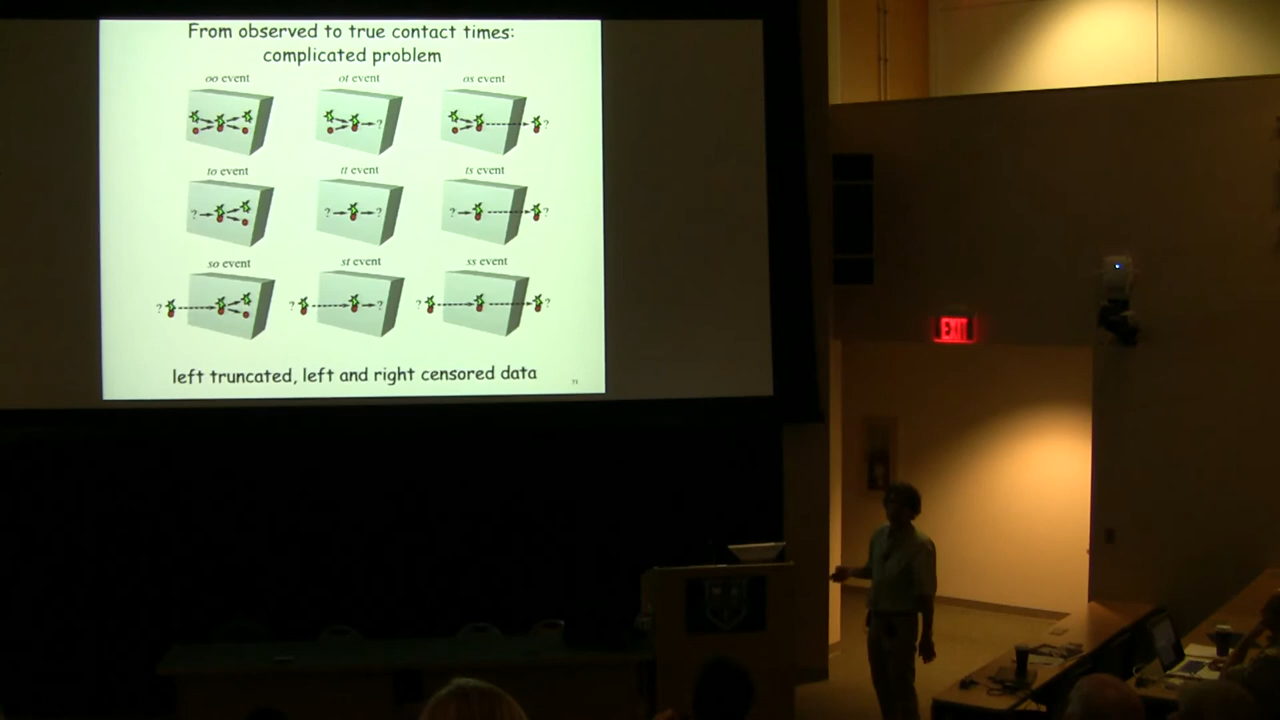 From observed to true contact times:
complicated problem
oo event ot event os event
? ?
to event tt event ts event
? ? ? ? ?
so event st event ss event
? ? ? ? ?
left truncated, left and right censored data
EXIT